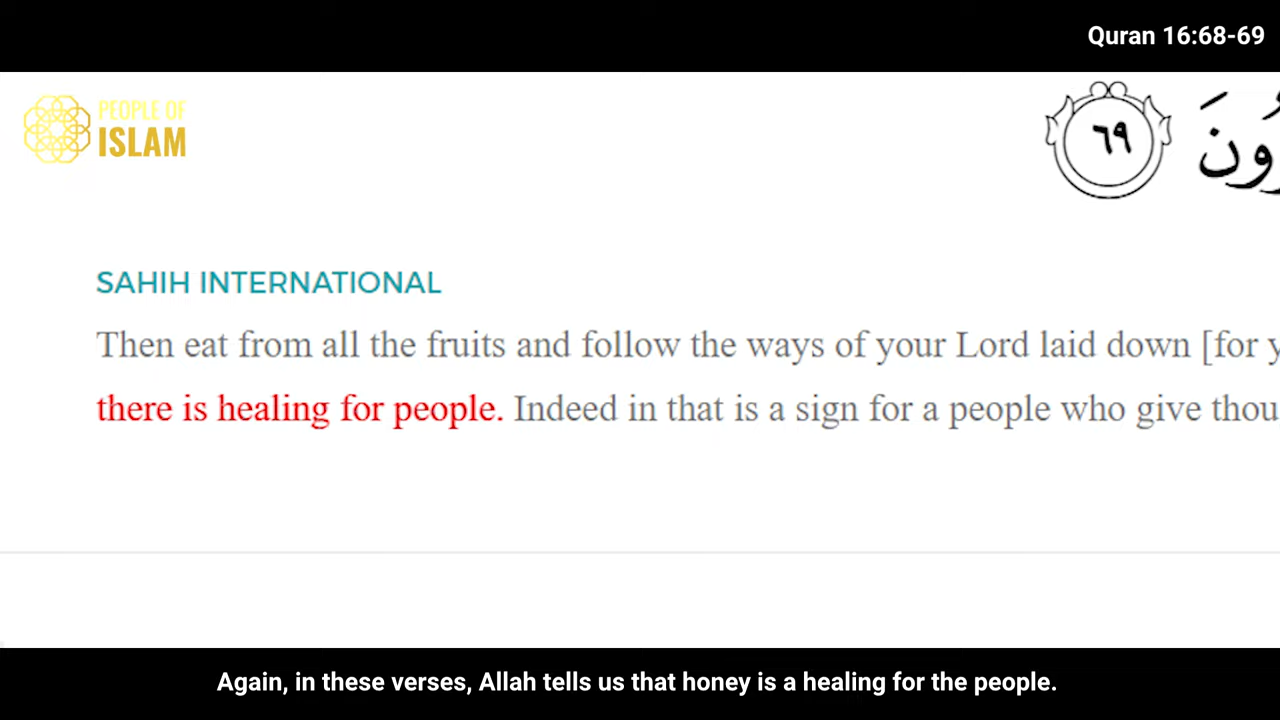 Quran 16:68-69
PEOPLE OF
ISLAM
٦٩
SAHIH INTERNATIONAL
Then eat from all the fruits and follow the ways of your Lord laid down [for
there is healing for people. Indeed in that is a sign for a people who give
Again, in these verses, Allah tells us that honey is a healing for the people.